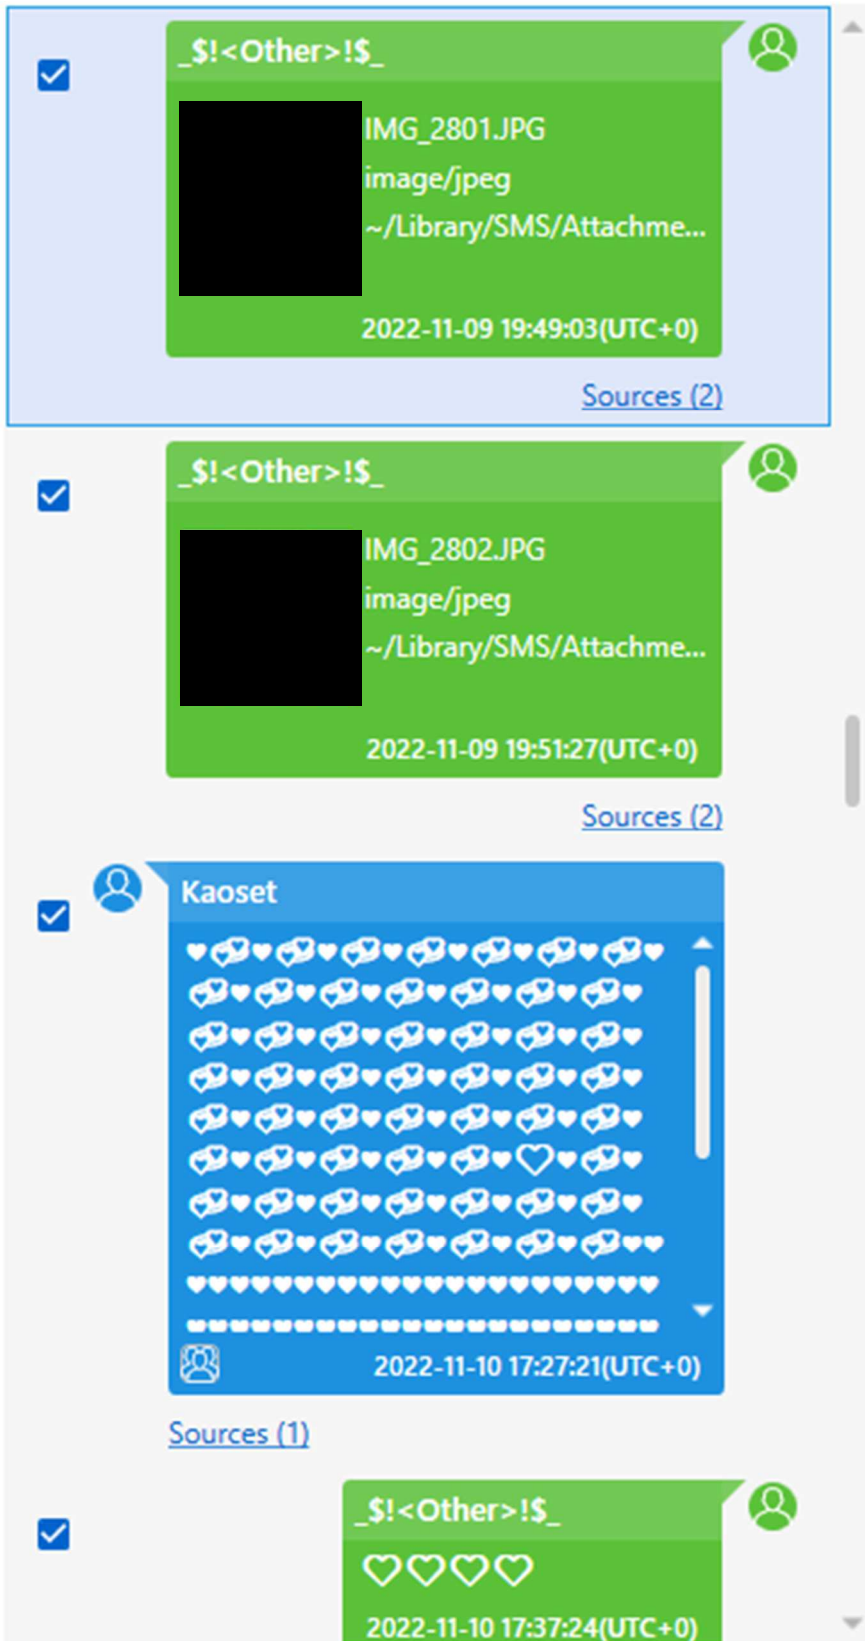 _$!<Other>!$_
IMG_2801.JPG
image/jpeg
~/Library/SMS/Attachme...
2022-11-09 19:49:03(UTC+0)
Sources (2)
_$!<Other>!$_
IMG_2802.JPG
image/jpeg
~/Library/SMS/Attachme...
2022-11-09 19:51:27(UTC+0)
Sources (2)
Kaoset
2022-11-10 17:27:21(UTC+0)
Sources (1)
_$!<Other>!$_
2022-11-10 17:37:24(UTC+0)